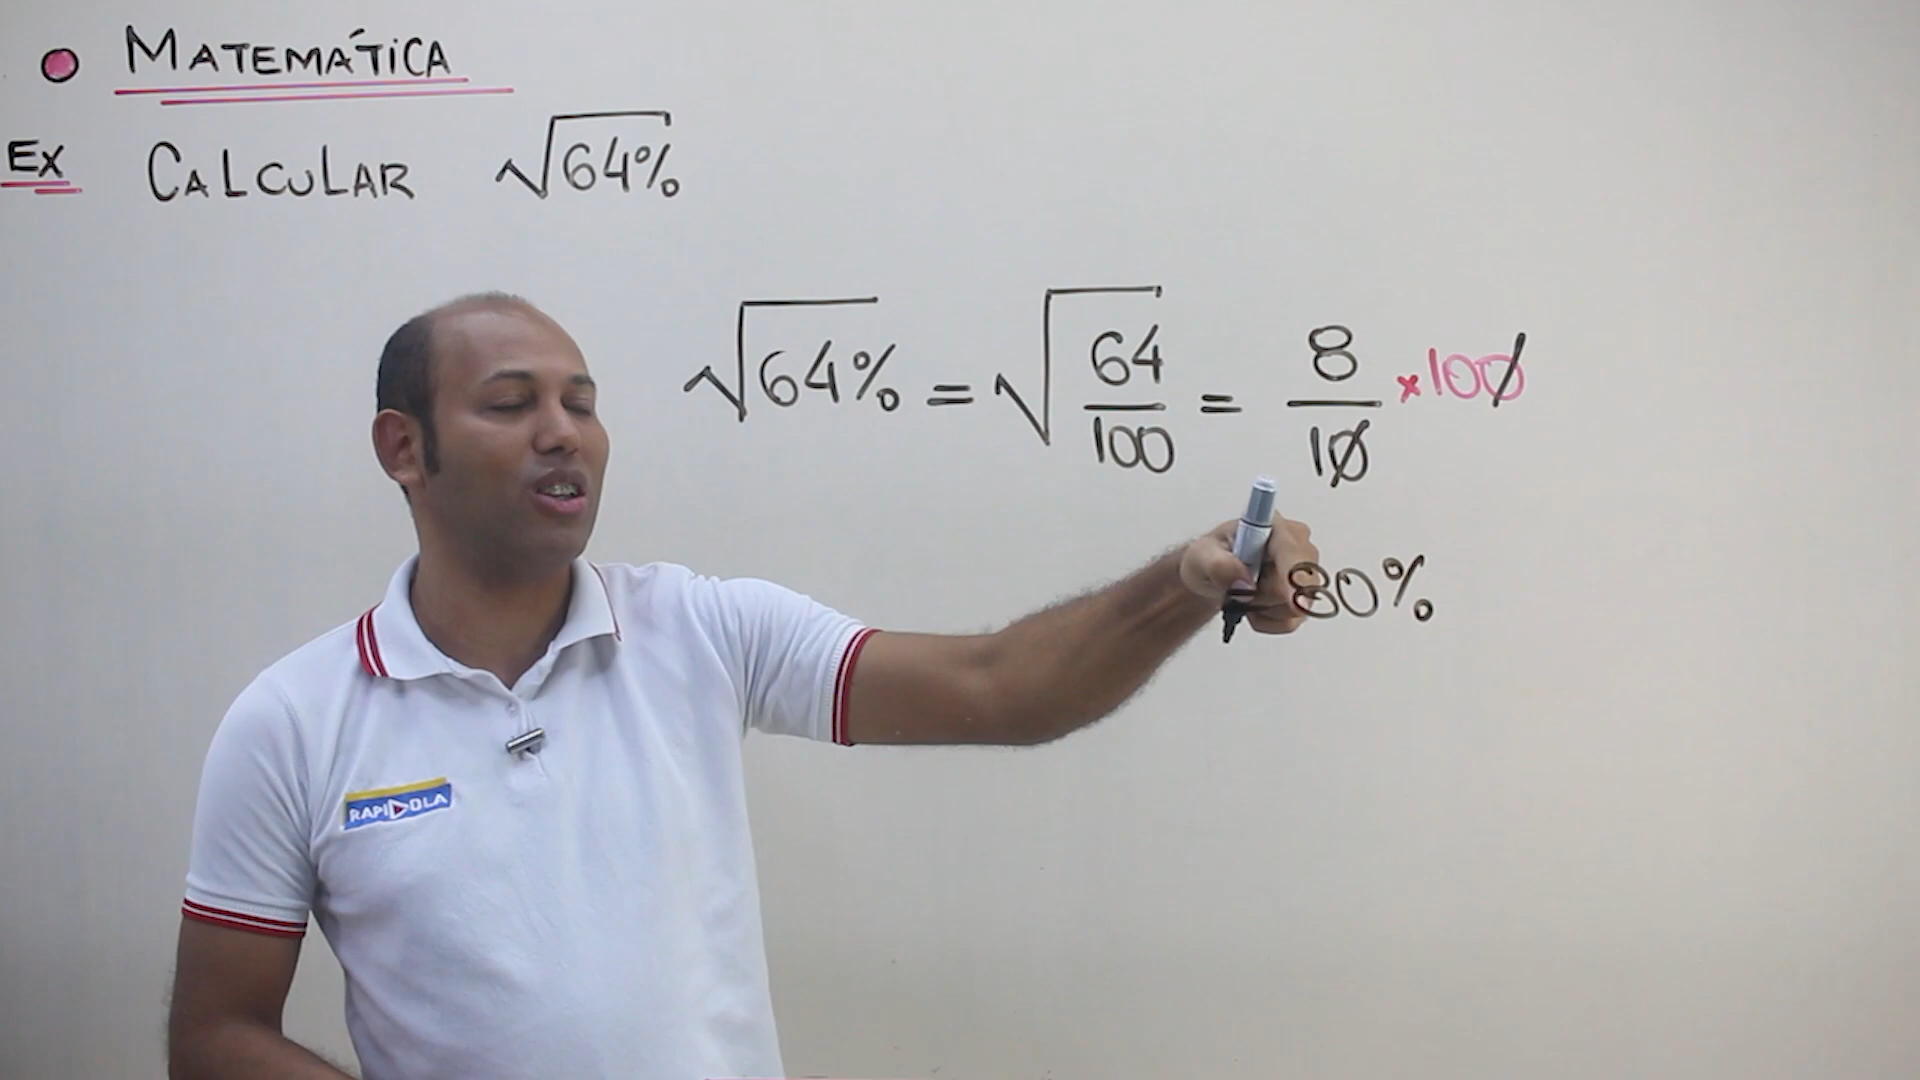 MATEMÁTICA
EX CALCULAR √64%
√64% = √64/100 = 8/10 × 100
80%
RAPIDOLA